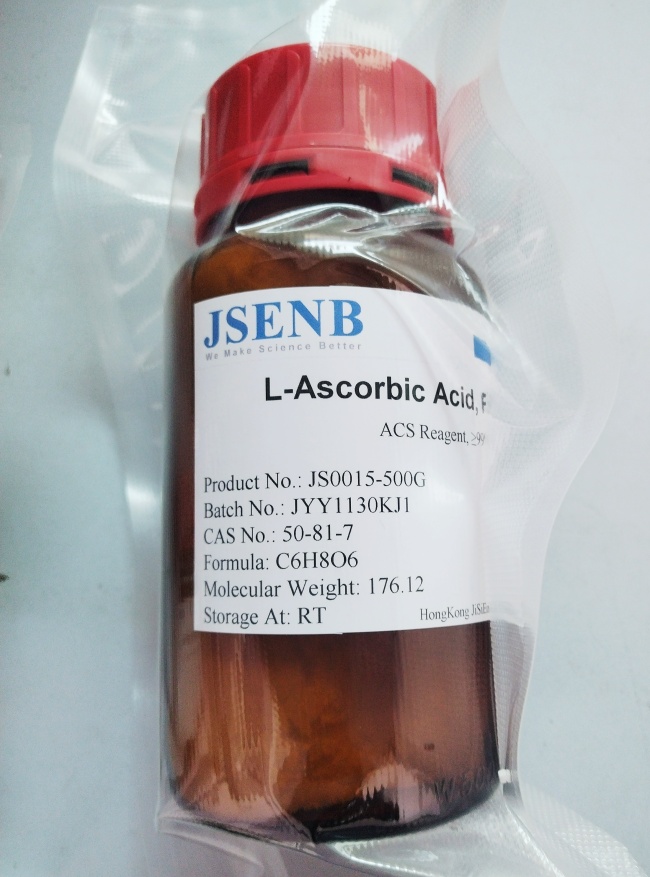 JSENB
We Make Science Better
L-Ascorbic Acid,
ACS Reagent,
Product No.: JS0015-500G
Batch No.: JYY1130KJ1
CAS No.: 50-81-7
Formula: C6H8O6
Molecular Weight: 176.12
Storage At: RT
HongKong